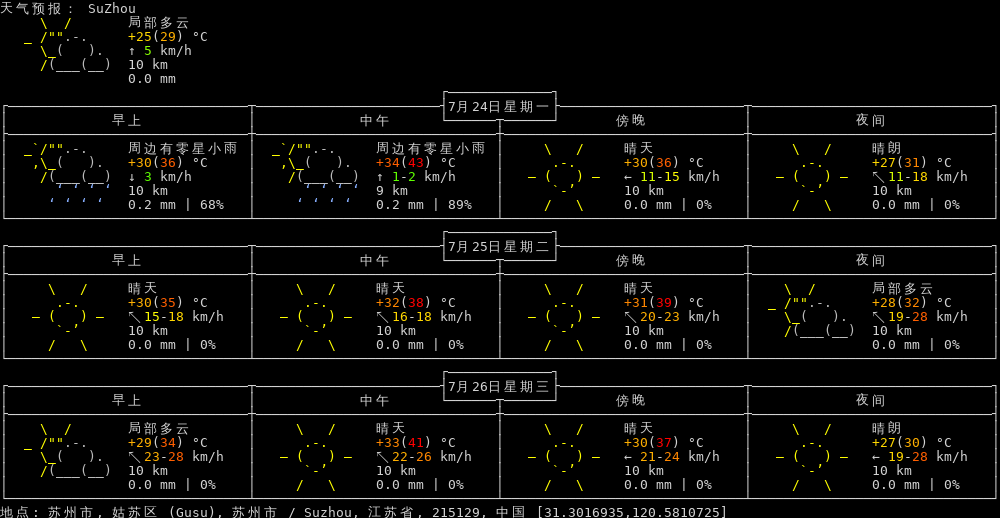 天气预报： SuZhou
局部多云
+25(29) °C
↑ 5 km/h
10 km
0.0 mm
7月24日星期一
早上 中午 傍晚 夜间
周边有零星小雨 周边有零星小雨 晴天 晴朗
+30(36) °C +34(43) °C +30(36) °C +27(31) °C
↓ 3 km/h ↑ 1-2 km/h ← 11-15 km/h ↖ 11-18 km/h
10 km 9 km 10 km 10 km
0.2 mm | 68% 0.2 mm | 89% 0.0 mm | 0% 0.0 mm | 0%
7月25日星期二
早上 中午 傍晚 夜间
晴天 晴天 晴天 局部多云
+30(35) °C +32(38) °C +31(39) °C +28(32) °C
↖ 15-18 km/h ↖ 16-18 km/h ↖ 20-23 km/h ↖ 19-28 km/h
10 km 10 km 10 km 10 km
0.0 mm | 0% 0.0 mm | 0% 0.0 mm | 0% 0.0 mm | 0%
7月26日星期三
早上 中午 傍晚 夜间
局部多云 晴天 晴天 晴朗
+29(34) °C +33(41) °C +30(37) °C +27(30) °C
↖ 23-28 km/h ↖ 22-26 km/h ← 21-24 km/h ← 19-28 km/h
10 km 10 km 10 km 10 km
0.0 mm | 0% 0.0 mm | 0% 0.0 mm | 0% 0.0 mm | 0%
地点: 苏州市, 姑苏区 (Gusu), 苏州市 / Suzhou, 江苏省, 215129, 中国 [31.3016935,120.5810725]